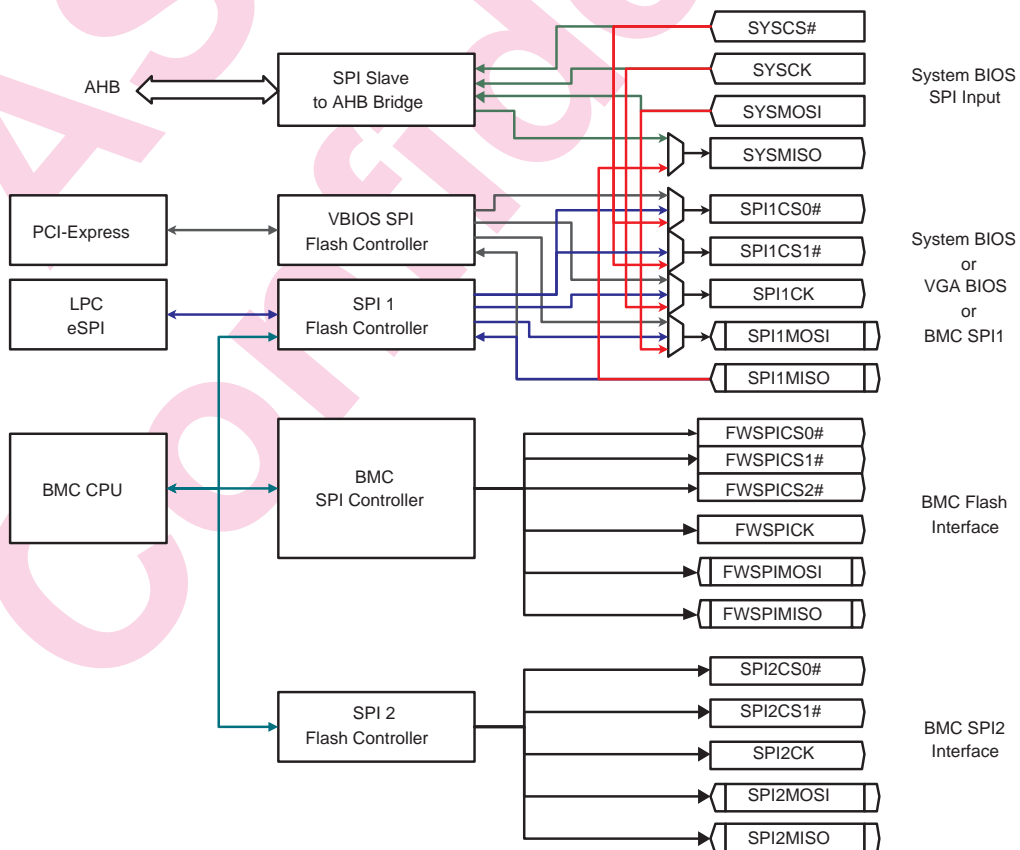 AHB
SPI Slave
to AHB Bridge
SYSCS#
SYSCK
SYSMOSI
SYSMISO
System BIOS
SPI Input
PCI-Express
VBIOS SPI
Flash Controller
LPC
eSPI
SPI 1
Flash Controller
SPI1CS0#
SPI1CS1#
SPI1CK
SPI1MOSI
SPI1MISO
System BIOS
or
VGA BIOS
or
BMC SPI1
BMC CPU
BMC
SPI Controller
FWSPICS0#
FWSPICS1#
FWSPICS2#
FWSPICK
FWSPIMOSI
FWSPIMISO
BMC Flash
Interface
SPI 2
Flash Controller
SPI2CS0#
SPI2CS1#
SPI2CK
SPI2MOSI
SPI2MISO
BMC SPI2
Interface